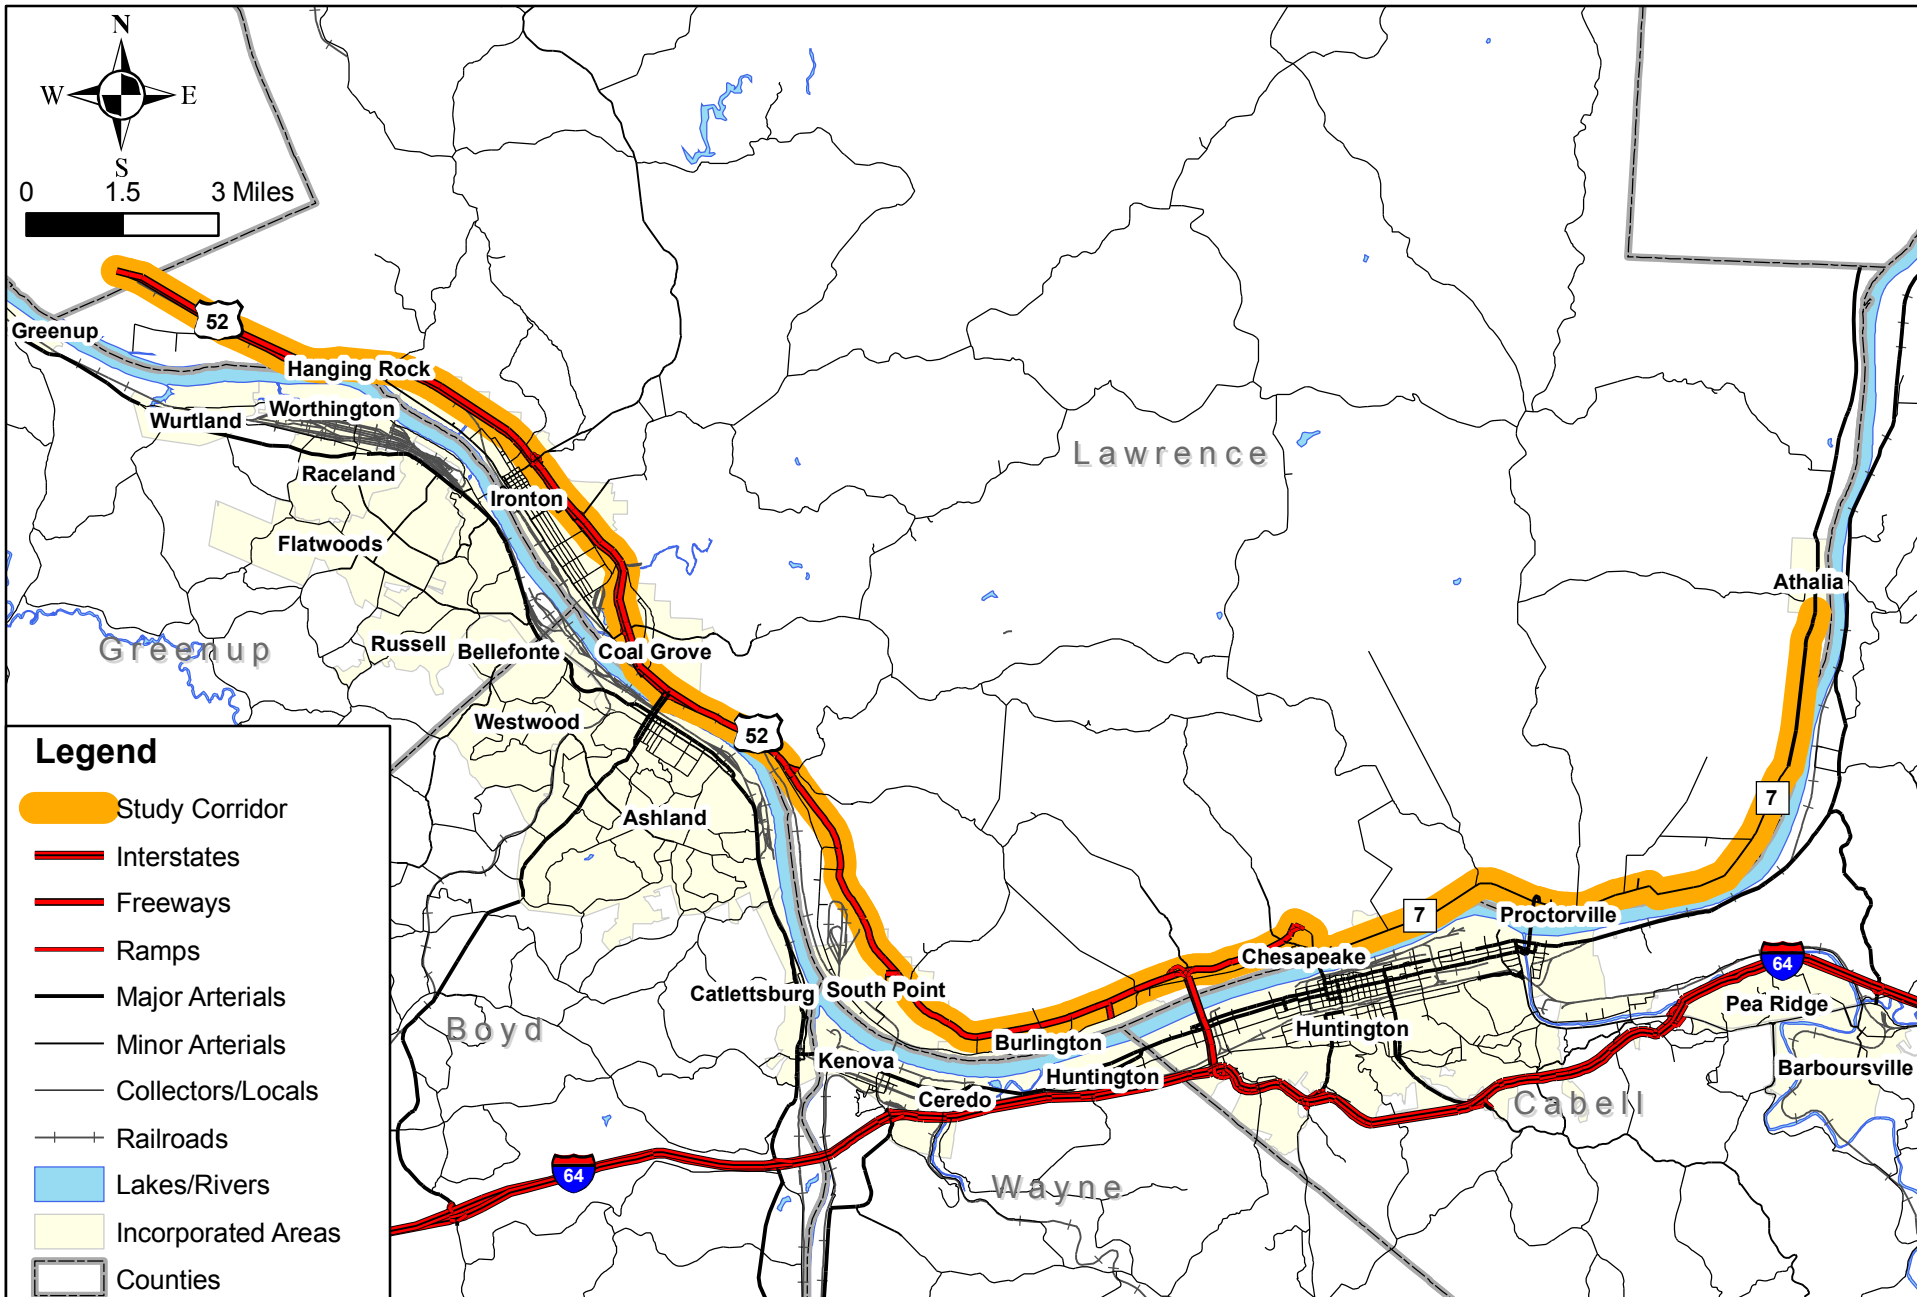 N
W E
S
0 1.5 3 Miles
52
Greenup
Hanging Rock
Worthington
Wurtland
Raceland
Ironton
Lawrence
Flatwoods
Athalia
Greenup
Russell
Bellefonte
Coal Grove
Westwood
52
Ashland
7
7
Proctorville
Chesapeake
64
Catlettsburg
South Point
Pea Ridge
Boyd
Burlington
Huntington
Kenova
Huntington
Barboursville
Ceredo
Cabell
64
Wayne
Legend
Study Corridor
Interstates
Freeways
Ramps
Major Arterials
Minor Arterials
Collectors/Locals
Railroads
Lakes/Rivers
Incorporated Areas
Counties